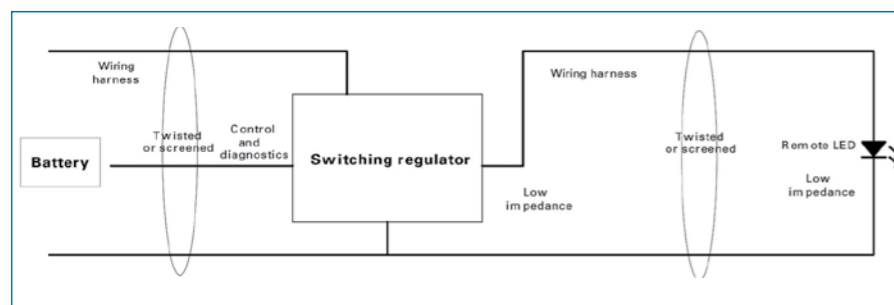 Wiring
harness
Battery
Twisted
or screened
Control
and
diagnostics
Switching regulator
Wiring harness
Low
impedance
Twisted
or screened
Remote LED
Low
impedance